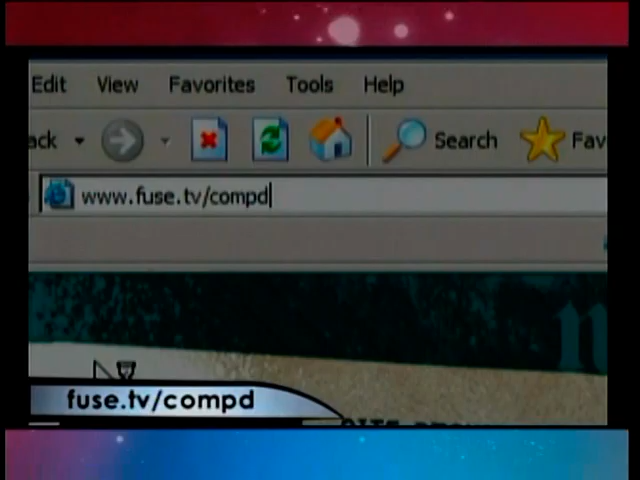 Edit View Favorites Tools Help
ack Search Fav
www.fuse.tv/compd
fuse.tv/compd